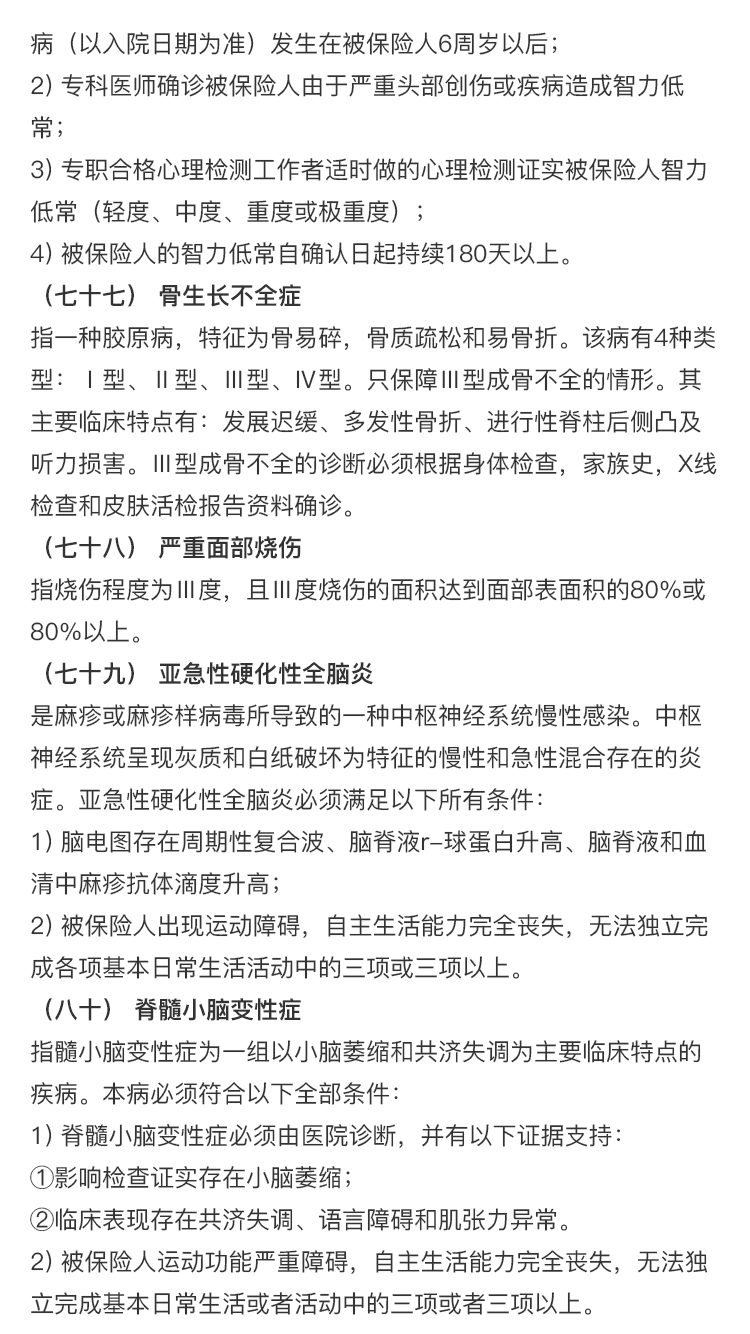 病（以入院日期为准）发生在被保险人6周岁以后；
2) 专科医师确诊被保险人由于严重头部创伤或疾病造成智力低
常；
3) 专职合格心理检测工作者适时做的心理检测证实被保险人智力
低常（轻度、中度、重度或极重度）；
4) 被保险人的智力低常自确认日起持续180天以上。
（七十七） 骨生长不全症
指一种胶原病，特征为骨易碎，骨质疏松和易骨折。该病有4种类
型：Ⅰ型、Ⅱ型、Ⅲ型、Ⅳ型。只保障Ⅲ型成骨不全的情形。其
主要临床特点有：发展迟缓、多发性骨折、进行性脊柱后侧凸及
听力损害。Ⅲ型成骨不全的诊断必须根据身体检查，家族史，X线
检查和皮肤活检报告资料确诊。
（七十八） 严重面部烧伤
指烧伤程度为Ⅲ度，且Ⅲ度烧伤的面积达到面部表面积的80%或
80%以上。
（七十九） 亚急性硬化性全脑炎
是麻疹或麻疹样病毒所导致的一种中枢神经系统慢性感染。中枢
神经系统呈现灰质和白纸破坏为特征的慢性和急性混合存在的炎
症。亚急性硬化性全脑炎必须满足以下所有条件：
1) 脑电图存在周期性复合波、脑脊液r–球蛋白升高、脑脊液和血
清中麻疹抗体滴度升高；
2) 被保险人出现运动障碍，自主生活能力完全丧失，无法独立完
成各项基本日常生活活动中的三项或三项以上。
（八十） 脊髓小脑变性症
指髓小脑变性症为一组以小脑萎缩和共济失调为主要临床特点的
疾病。本病必须符合以下全部条件：
1) 脊髓小脑变性症必须由医院诊断，并有以下证据支持：
①影响检查证实存在小脑萎缩；
②临床表现存在共济失调、语言障碍和肌张力异常。
2) 被保险人运动功能严重障碍，自主生活能力完全丧失，无法独
立完成基本日常生活或者活动中的三项或者三项以上。